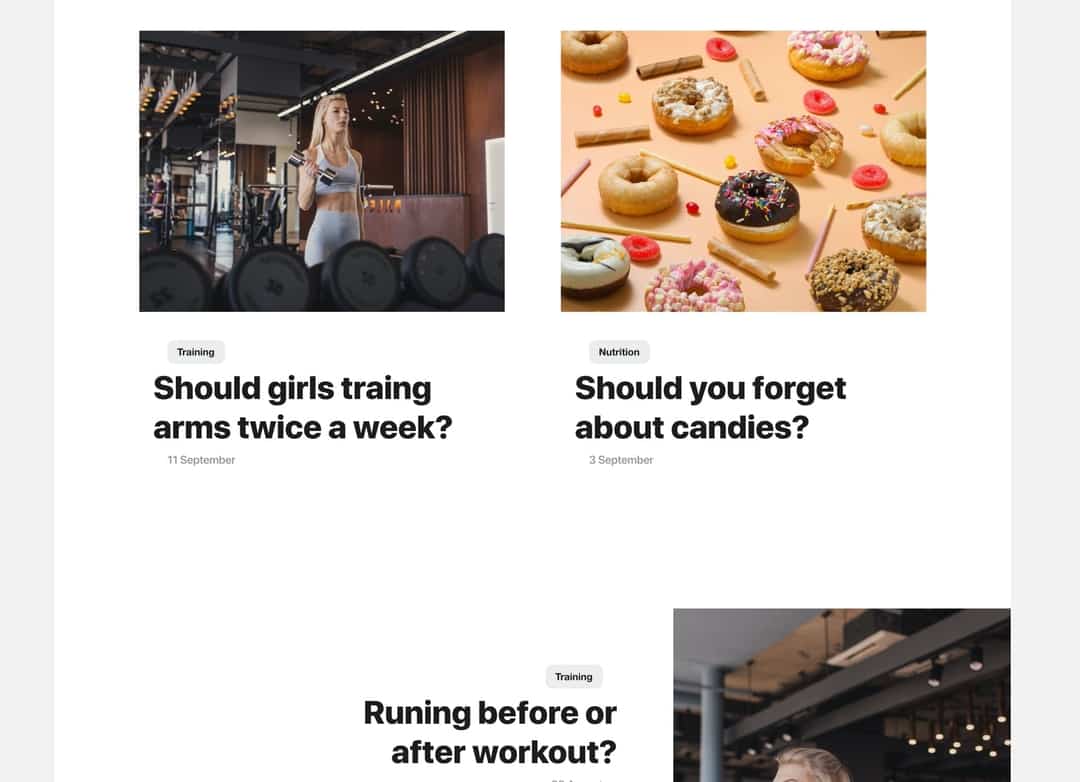 Training
Should girls traing
arms twice a week?
11 September
Nutrition
Should you forget
about candies?
3 September
Training
Runing before or
after workout?